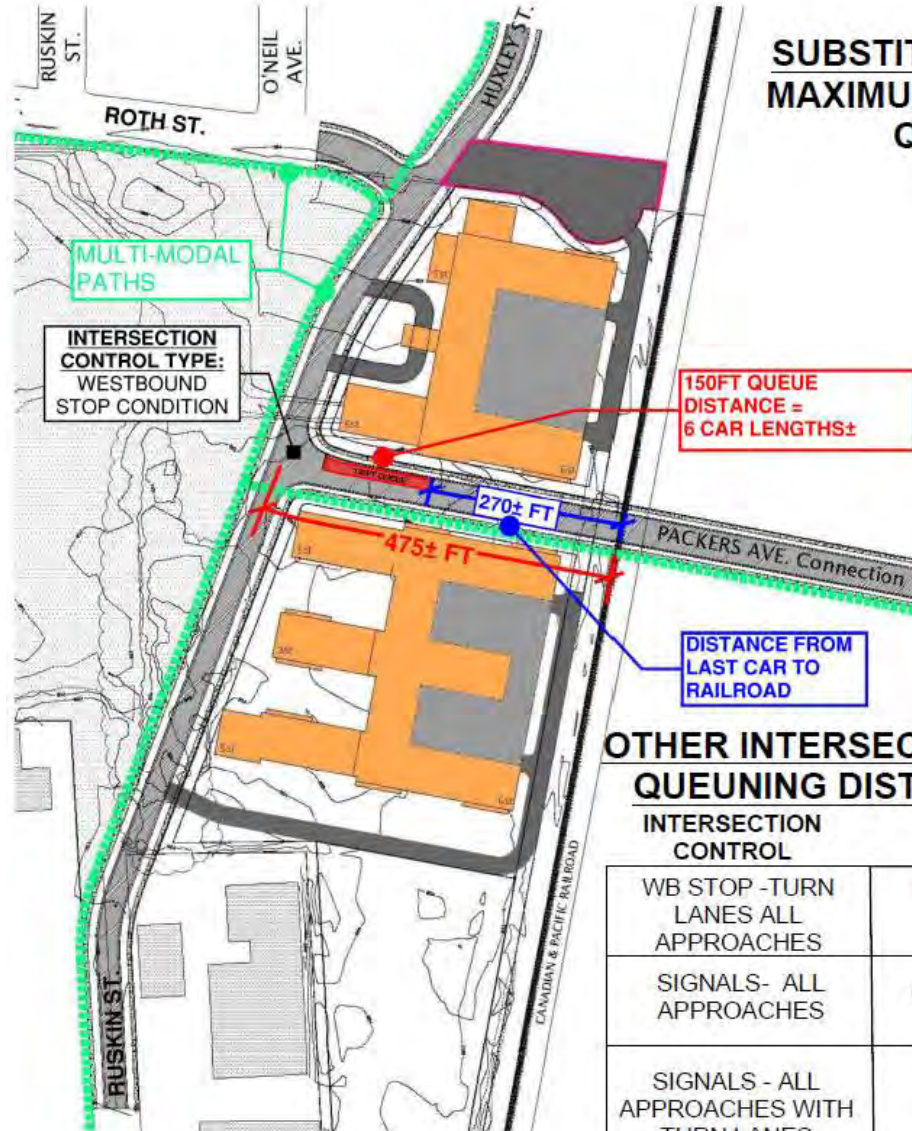 RUSKIN
ST.
O'NEIL
AVE.
HUXLEY ST.
ROTH ST.
SUBSTIT
MAXIMU
Q
MULTI-MODAL
PATHS
INTERSECTION
CONTROL TYPE:
WESTBOUND
STOP CONDITION
150FT QUEUE
DISTANCE =
6 CAR LENGTHS±
270± FT
475± FT
PACKERS AVE. Connection
DISTANCE FROM
LAST CAR TO
RAILROAD
OTHER INTERSEC
QUEUNING DIST
INTERSECTION
CONTROL
WB STOP -TURN
LANES ALL
APPROACHES
SIGNALS- ALL
APPROACHES
SIGNALS - ALL
APPROACHES WITH
TURN LANES
CANADIAN & PACIFIC RAILROAD
RUSKIN ST.